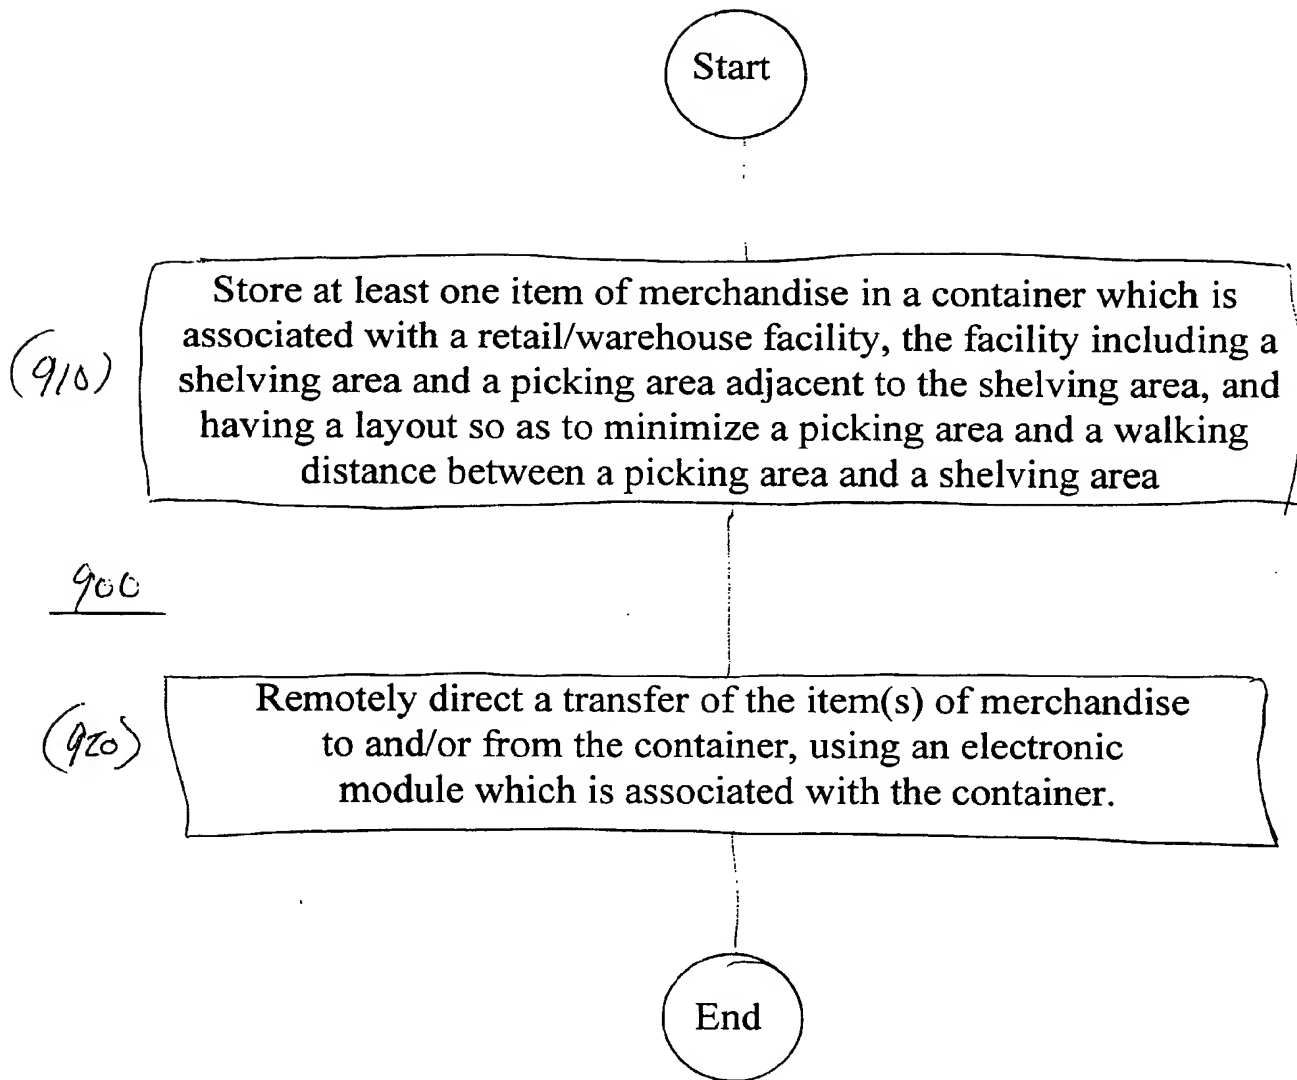 Start
Store at least one item of merchandise in a container which is
associated with a retail/warehouse facility, the facility including a
(910)
shelving area and a picking area adjacent to the shelving area, and
having a layout so as to minimize a picking area and a walking
distance between a picking area and a shelving area
900
Remotely direct a transfer of the item(s) of merchandise
(920)
to and/or from the container, using an electronic
module which is associated with the container.
End